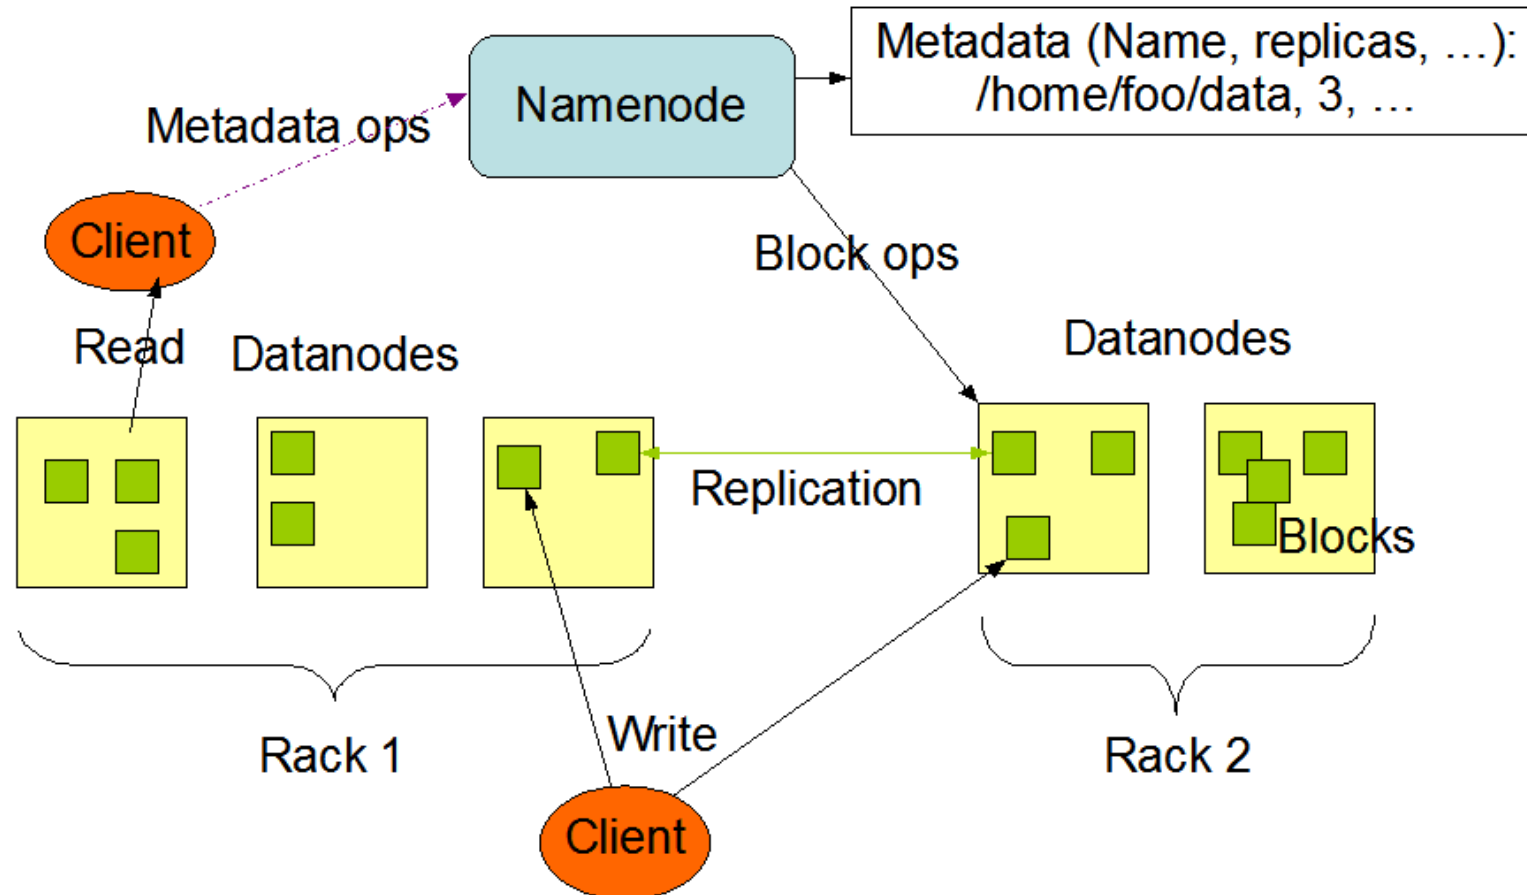 Metadata (Name, replicas, …):
/home/foo/data, 3, …
Namenode
Metadata ops
Client
Block ops
Read
Datanodes
Datanodes
Replication
Blocks
Rack 1
Write
Rack 2
Client